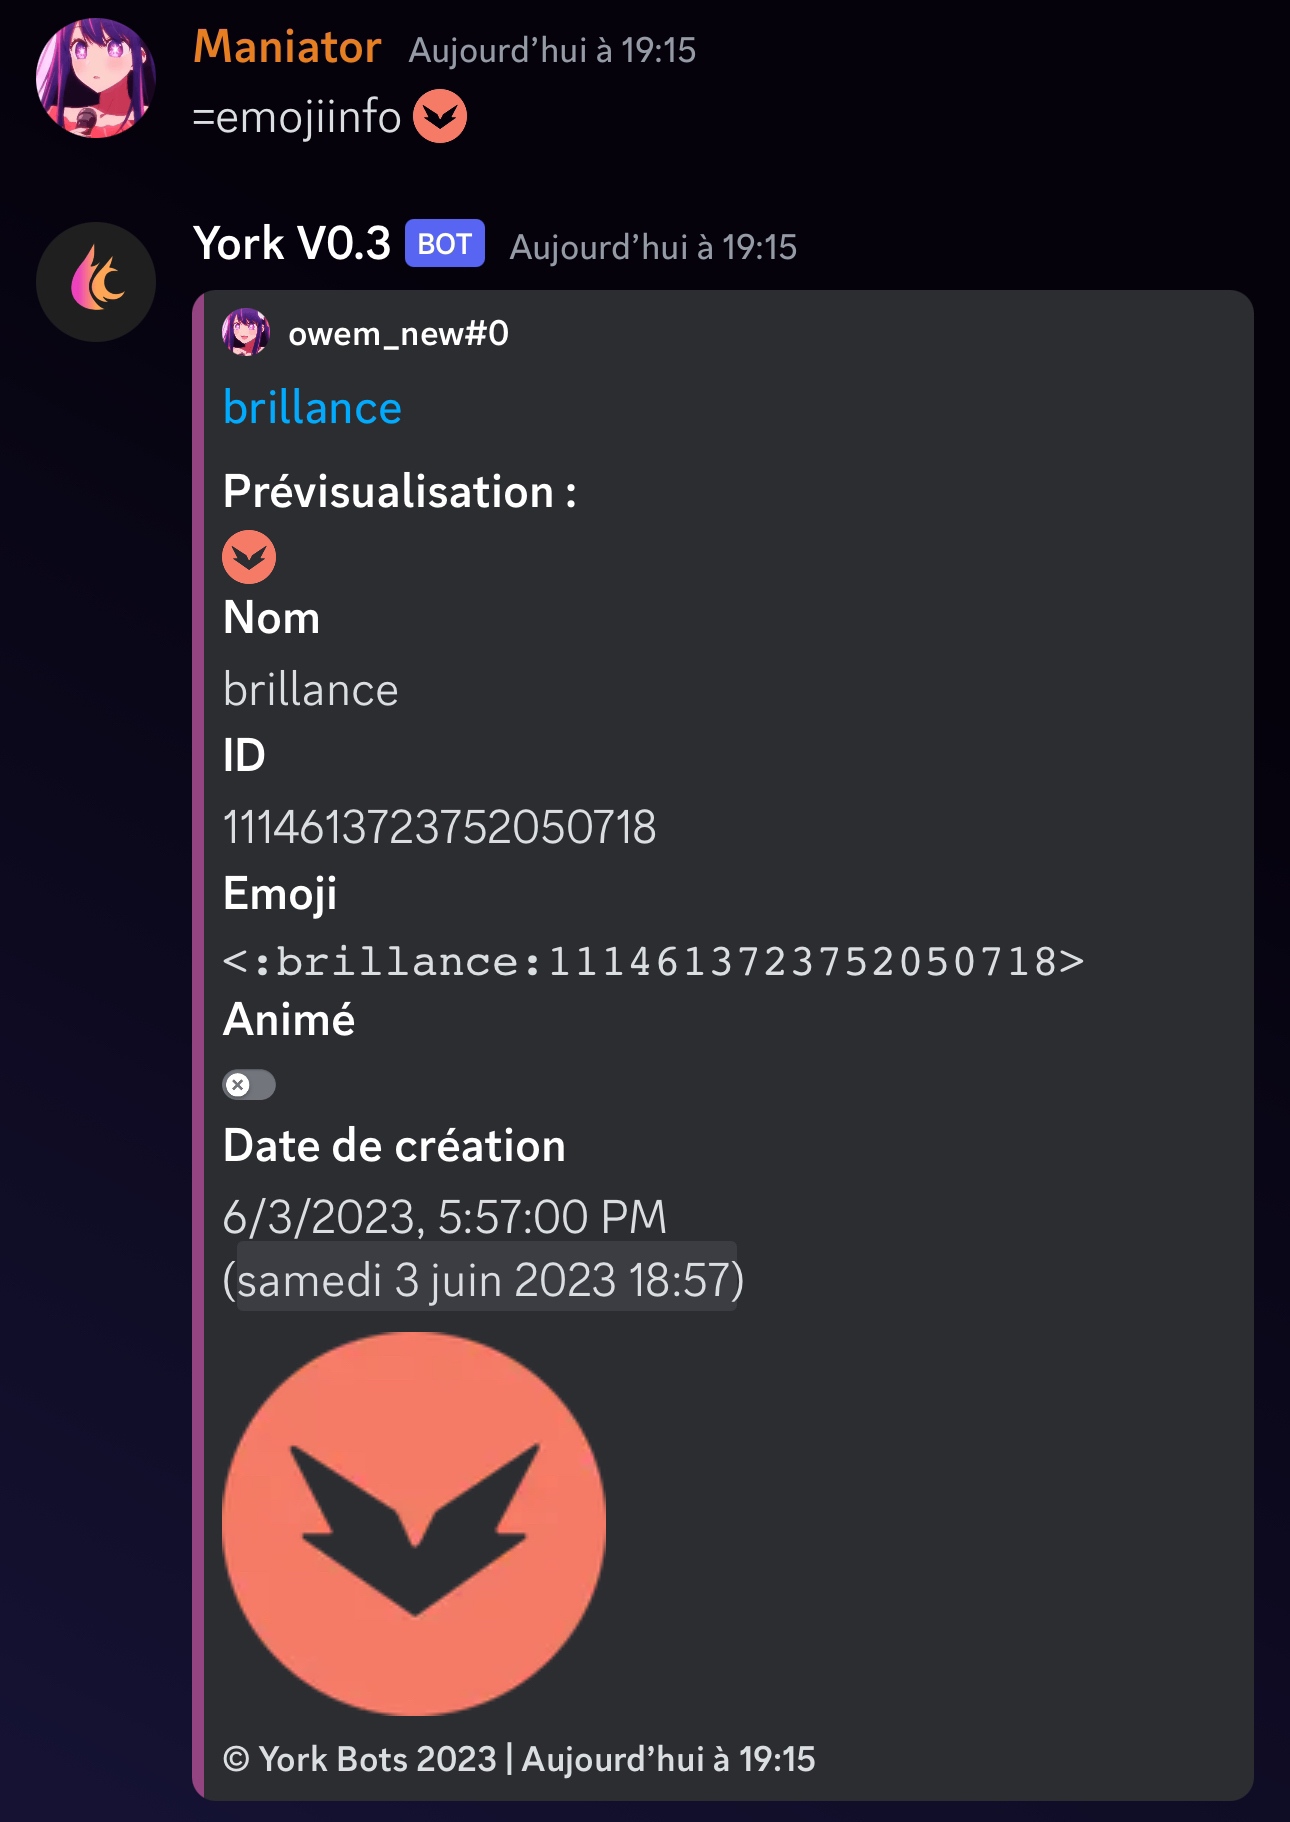 Maniator Aujourd’hui à 19:15
=emojiinfo
York V0.3 BOT Aujourd’hui à 19:15
owem_new#0
brillance
Prévisualisation :
Nom
brillance
ID
1114613723752050718
Emoji
<:brillance:1114613723752050718>
Animé
Date de création
6/3/2023, 5:57:00 PM
(samedi 3 juin 2023 18:57)
© York Bots 2023 | Aujourd’hui à 19:15